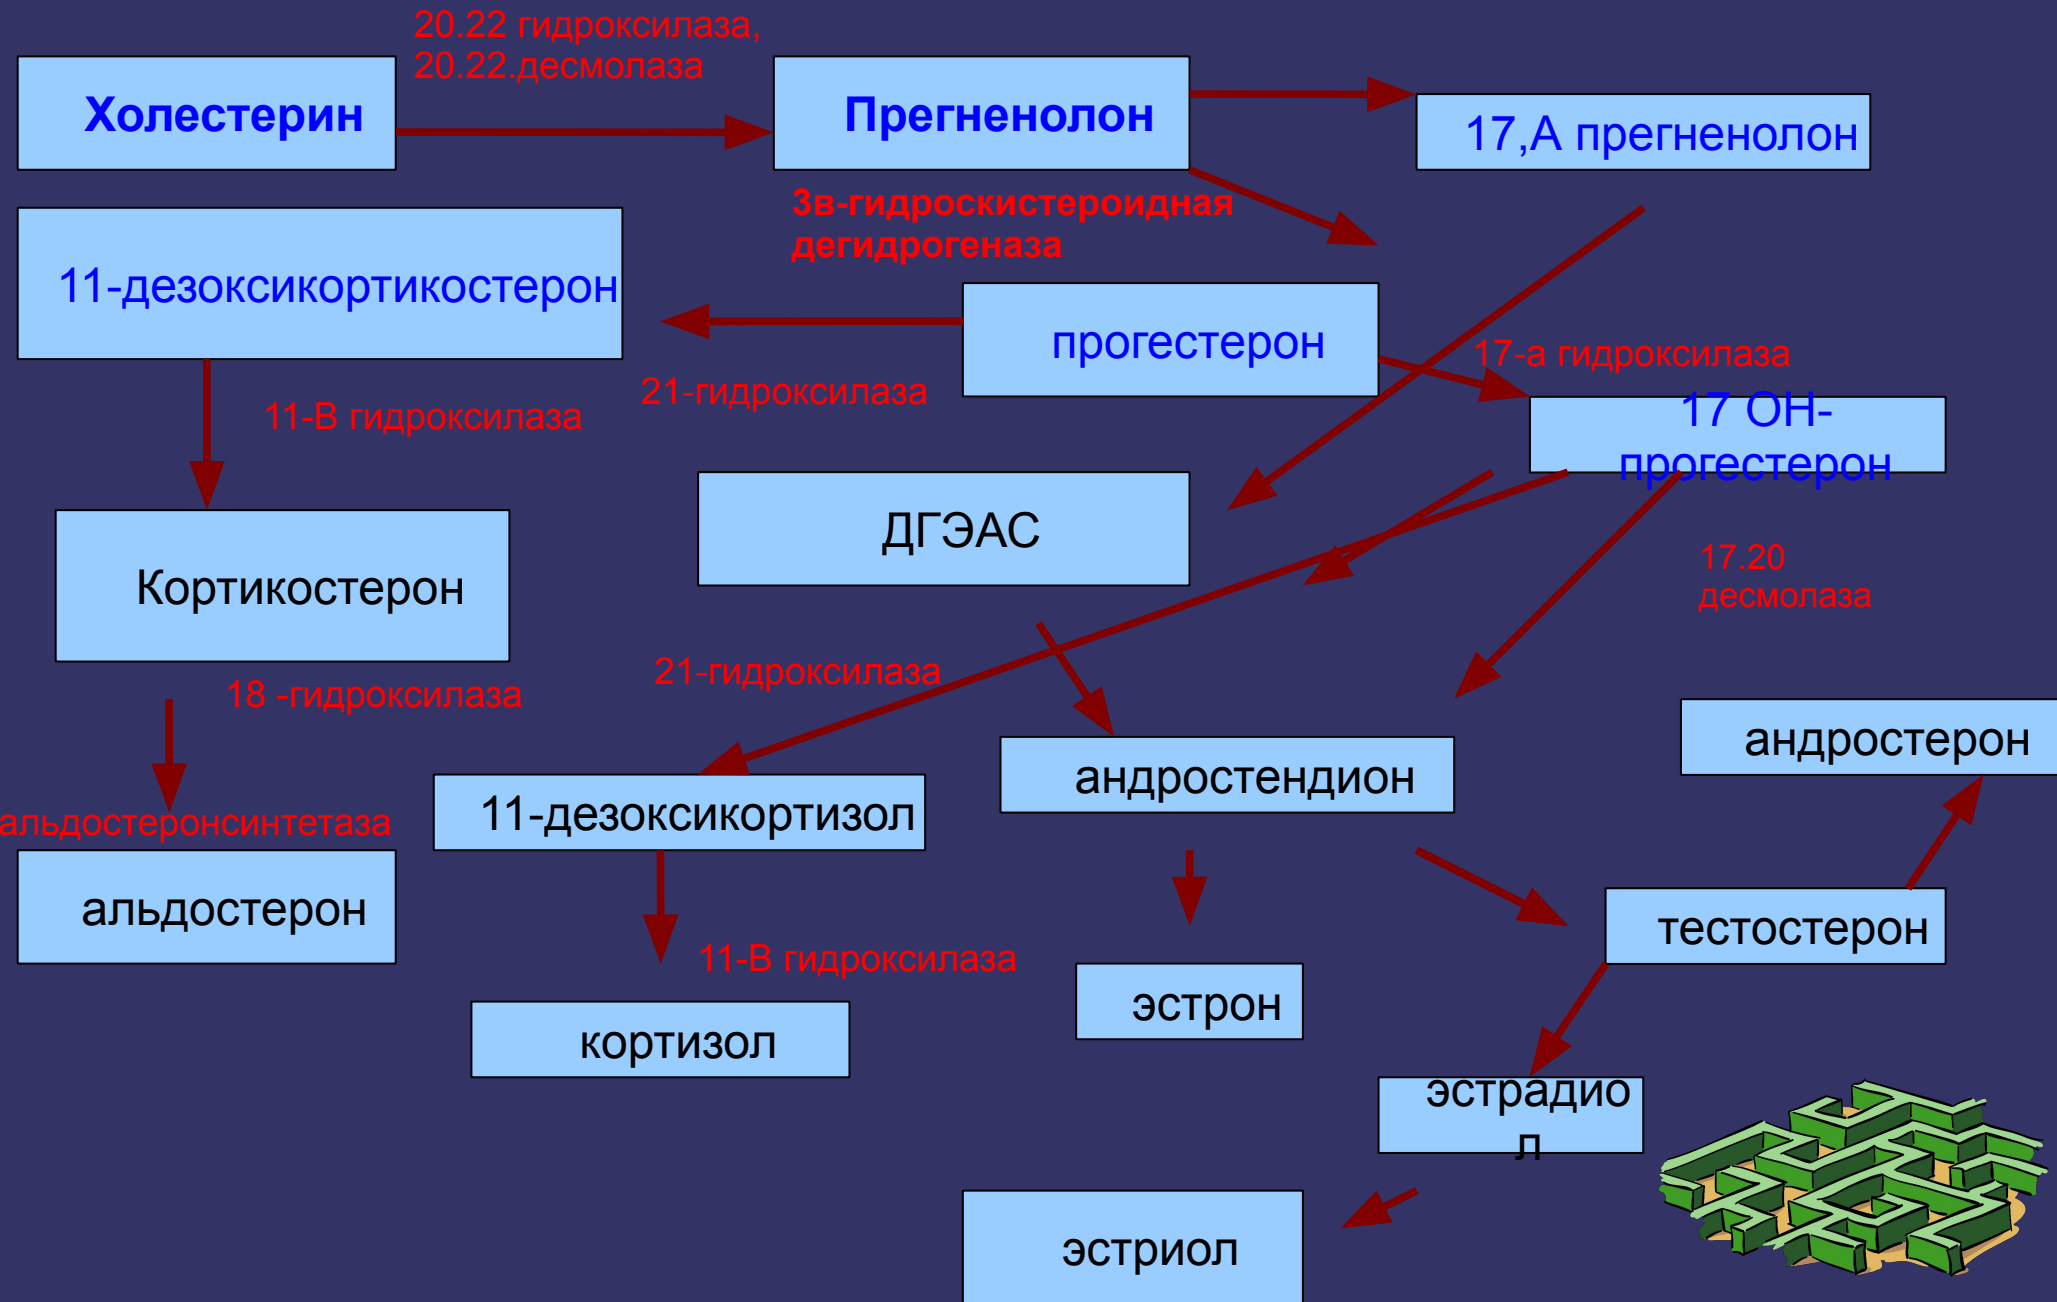 20.22 гидроксилаза,
20.22.десмолаза
Холестерин
Прегненолон
17,А прегненолон
3в-гидроскистероидная
дегидрогеназа
11-дезоксикортикостерон
прогестерон
17-а гидроксилаза
21-гидроксилаза
11-В гидроксилаза
17 ОН-
прогестерон
ДГЭАС
Кортикостерон
17.20
десмолаза
21-гидроксилаза
18 -гидроксилаза
андростерон
андростендион
11-дезоксикортизол
альдостеронсинтетаза
альдостерон
тестостерон
11-В гидроксилаза
эстрон
кортизол
эстрадио
л
эстриол